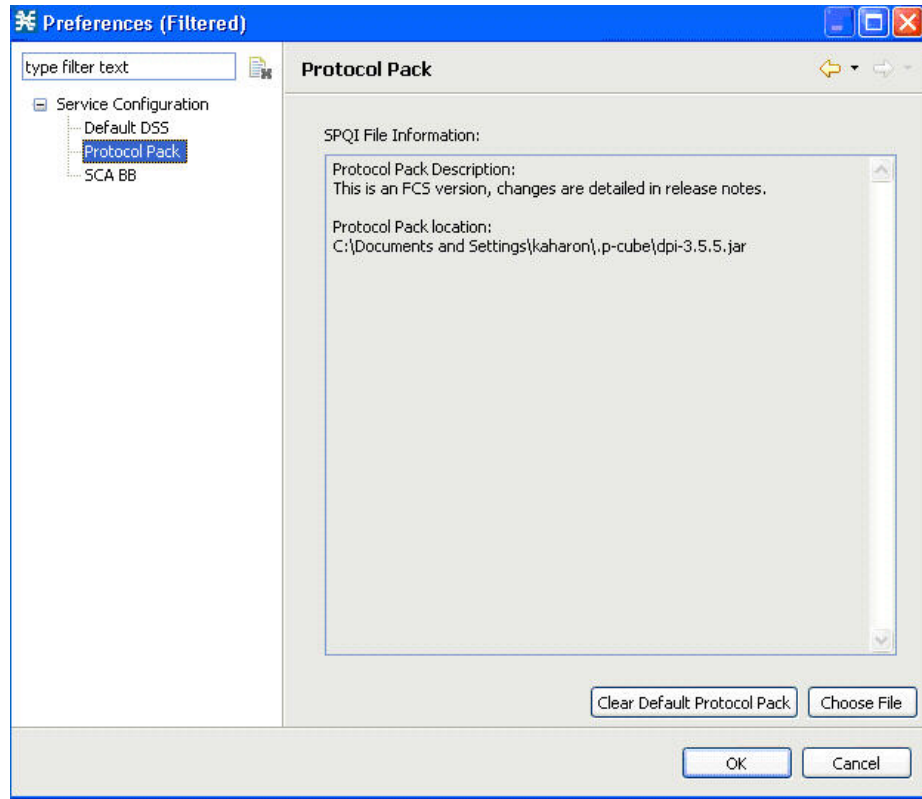 Preferences (Filtered)
type filter text
Service Configuration
Default DSS
Protocol Pack
SCA BB
Protocol Pack
SPQI File Information:
Protocol Pack Description:
This is an FCS version, changes are detailed in release notes.
Protocol Pack location:
C:\Documents and Settings\kaharon\.p-cube\dpi-3.5.5.jar
Clear Default Protocol Pack
Choose File
OK
Cancel